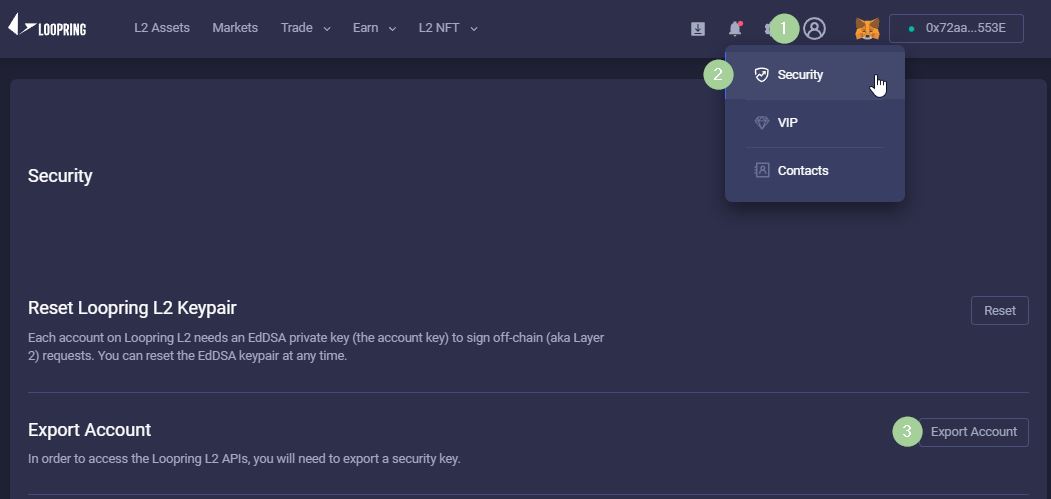 LOOPRING L2 Assets Markets Trade Earn L2 NFT 1 0x72aa...553E
2 Security
VIP
Contacts
Security
Reset Loopring L2 Keypair
Reset
Each account on Loopring L2 needs an EdDSA private key (the account key) to sign off-chain (aka Layer
2) requests. You can reset the EdDSA keypair at any time.
Export Account
3 Export Account
In order to access the Loopring L2 APIs, you will need to export a security key.